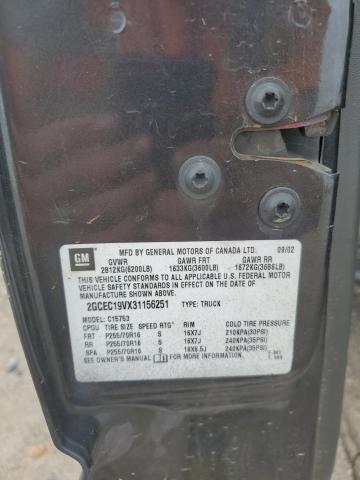 GM
MFD BY GENERAL MOTORS OF CANADA LTD. 09/02
GVWR GAWR FRT GAWR RR
2812KG(6200LB) 1633KG(3600LB) 1672KG(3686LB)
THIS VEHICLE CONFORMS TO ALL APPLICABLE U.S. FEDERAL MOTOR
VEHICLE SAFETY STANDARDS IN EFFECT ON THE DATE OF
MANUFACTURE SHOWN ABOVE.
2GCEC19VX31156251 TYPE: TRUCK
MODEL: C15753
CPGU TIRE SIZE SPEED RTG RIM COLD TIRE PRESSURE
FRT P255/70R16 S 16X7J 210KPA(30PSI)
RR P255/70R16 S 16X7J 240KPA(35PSI)
SPA P255/70R16 S 16X6.5J 240KPA(35PSI)
SEE OWNER'S MANUAL FOR ADDITIONAL INFORMATION.